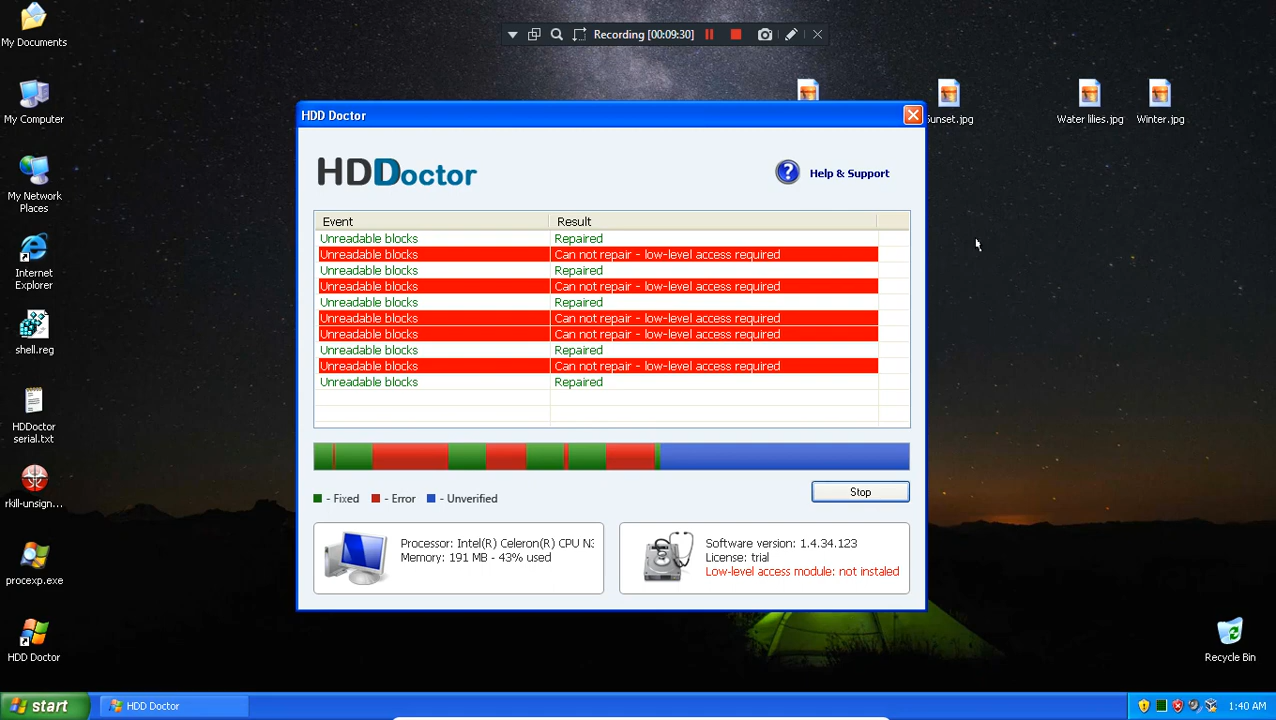 Recording [00:09:30]
My Documents
My Computer
My Network
Places
Internet
Explorer
shell.reg
HDDoctor
serial.txt
rkill-unsign...
procexp.exe
HDD Doctor
Sunset.jpg
Water lilies.jpg
Winter.jpg
HDD Doctor
HDDoctor
Help & Support
Event Result
Unreadable blocks Repaired
Unreadable blocks Can not repair - low-level access required
Unreadable blocks Repaired
Unreadable blocks Can not repair - low-level access required
Unreadable blocks Repaired
Unreadable blocks Can not repair - low-level access required
Unreadable blocks Can not repair - low-level access required
Unreadable blocks Repaired
Unreadable blocks Can not repair - low-level access required
Unreadable blocks Repaired
- Fixed - Error - Unverified
Stop
Processor: Intel(R) Celeron(R) CPU N3
Memory: 191 MB - 43% used
Software version: 1.4.34.123
License: trial
Low-level access module: not instaled
Recycle Bin
start
HDD Doctor
1:40 AM